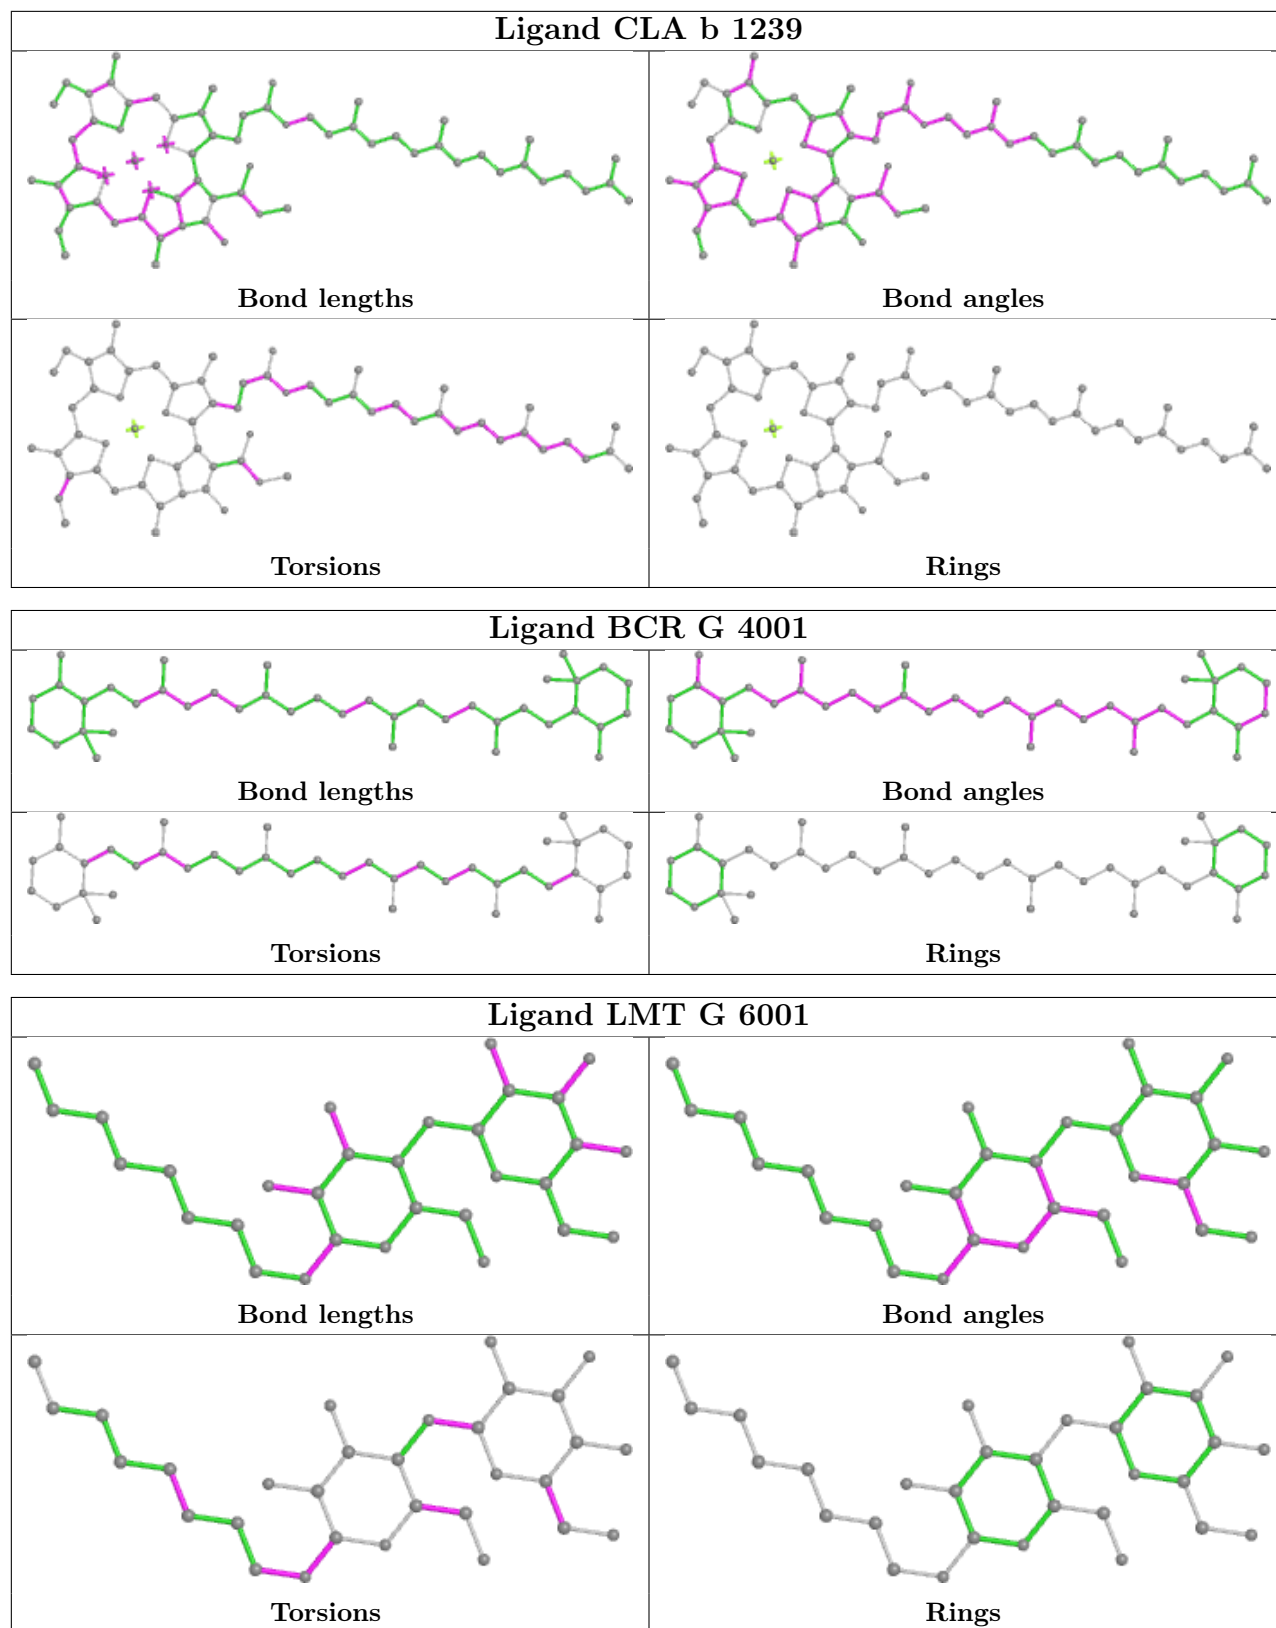 Ligand CLA b 1239
Bond lengths
Bond angles
Torsions
Rings
Ligand BCR G 4001
Bond lengths
Bond angles
Torsions
Rings
Ligand LMT G 6001
Bond lengths
Bond angles
Torsions
Rings